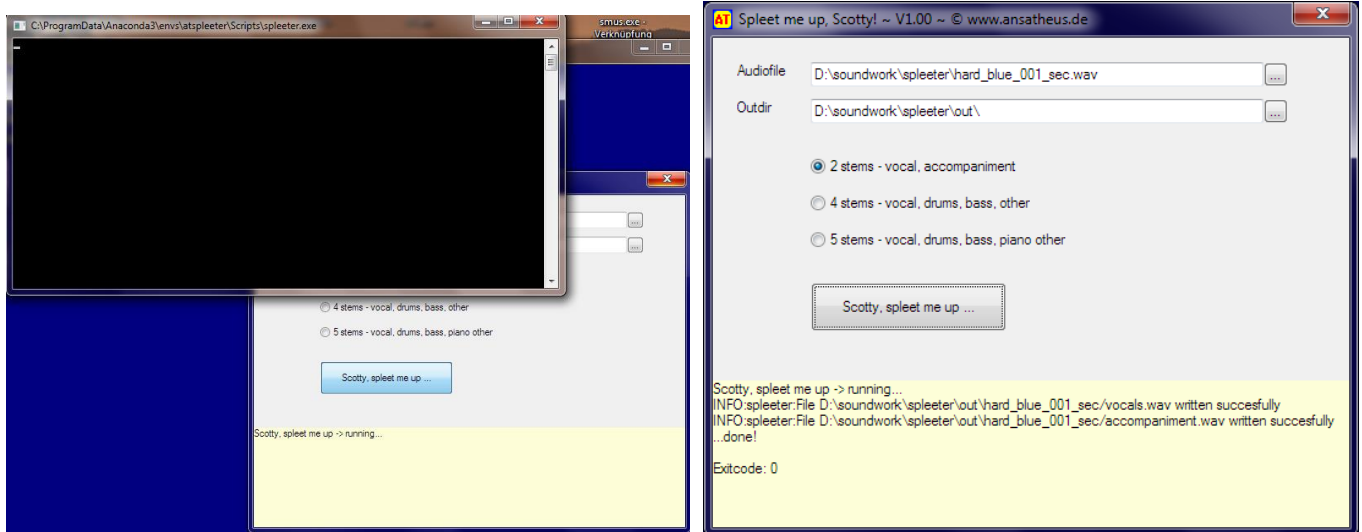 C:\ProgramData\Anaconda3\envs\atspleeter\Scripts\spleeter.exe
smus.exe -
Verknüpfung
...
...
4 stems - vocal, drums, bass, other
5 stems - vocal, drums, bass, piano other
Scotty, spleet me up ...
Scotty, spleet me up -> running...
AT Spleet me up, Scotty! ~ V1.00 ~ © www.ansatheus.de
Audiofile D:\soundwork\spleeter\hard_blue_001_sec.wav ...
Outdir D:\soundwork\spleeter\out\ ...
2 stems - vocal, accompaniment
4 stems - vocal, drums, bass, other
5 stems - vocal, drums, bass, piano other
Scotty, spleet me up ...
Scotty, spleet me up -> running...
INFO:spleeter:File D:\soundwork\spleeter\out\hard_blue_001_sec/vocals.wav written succesfully
INFO:spleeter:File D:\soundwork\spleeter\out\hard_blue_001_sec/accompaniment.wav written succesfully
...done!
Exitcode: 0